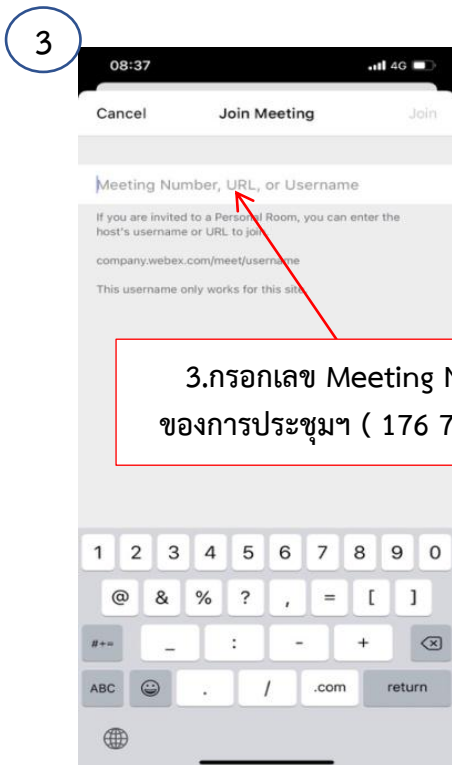 3
08:37
4G
Cancel
Join Meeting
Join
Meeting Number, URL, or Username
If you are invited to a Personal Room, you can enter the
host's username or URL to join.
company.webex.com/meet/username
This username only works for this site
3.กรอกเลข Meeting N
ของการประชุมฯ ( 176 7
1 2 3 4 5 6 7 8 9 0
@ & % ? , = [ ]
#+= _ : - +
ABC . / .com return